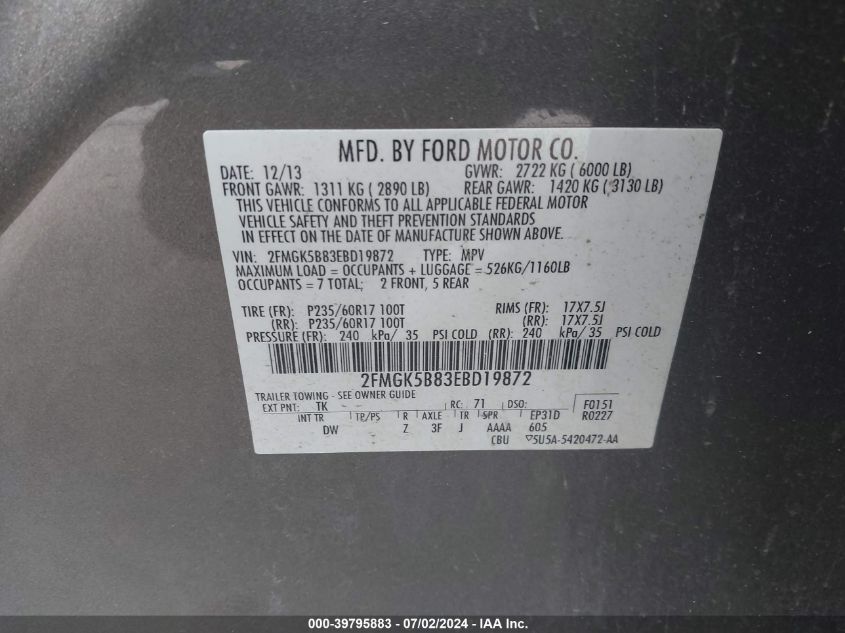 MFD. BY FORD MOTOR CO.
DATE: 12/13 GVWR: 2722 KG ( 6000 LB)
FRONT GAWR: 1311 KG ( 2890 LB) REAR GAWR: 1420 KG ( 3130 LB)
THIS VEHICLE CONFORMS TO ALL APPLICABLE FEDERAL MOTOR
VEHICLE SAFETY AND THEFT PREVENTION STANDARDS
IN EFFECT ON THE DATE OF MANUFACTURE SHOWN ABOVE.
VIN: 2FMGK5B83EBD19872 TYPE: MPV
MAXIMUM LOAD = OCCUPANTS + LUGGAGE = 526KG/1160LB
OCCUPANTS = 7 TOTAL; 2 FRONT, 5 REAR
TIRE (FR): P235/60R17 100T RIMS (FR): 17X7.5J
(RR): P235/60R17 100T (RR): 17X7.5J
PRESSURE (FR): 240 kPa/ 35 PSI COLD (RR): 240 kPa/ 35 PSI COLD
2FMGK5B83EBD19872
TRAILER TOWING - SEE OWNER GUIDE
EXT PNT: TK RC: 71 DSO: F0151
INT TR TP/PS R AXLE TR SPR EP31D R0227
DW Z 3F J AAAA 605
CBU ▽5U5A-5420472-AA
000-39795883 - 07/02/2024 - IAA Inc.